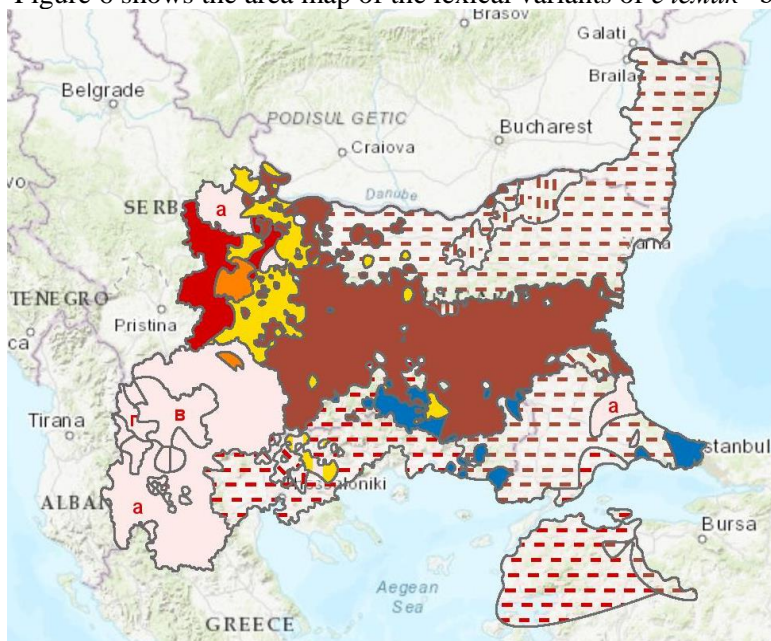 Figure 6 shows the area map of the lexical variants of
Brasov
Galati
Braila
Belgrade
PODISUL GETIC
Bucharest
Craiova
Danube
SERB
а
Varna
TENEGRO
Pristina
Tirana
г
в
а
а
stanbul
ALBA
Bursa
Aegean
Sea
GREECE